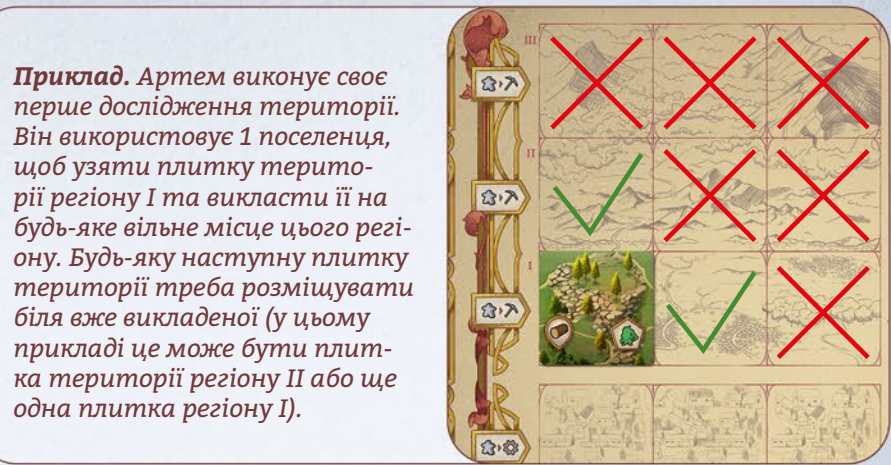 Приклад. Артем виконує своє
перше дослідження території.
Він використовує 1 поселенця,
щоб узяти плитку терито-
рії регіону I та викласти її на
будь-яке вільне місце цього регі-
ону. Будь-яку наступну плитку
території треба розміщувати
біля вже викладеної (у цьому
прикладі це може бути плит-
ка території регіону II або ще
одна плитка регіону I).
III
II
I